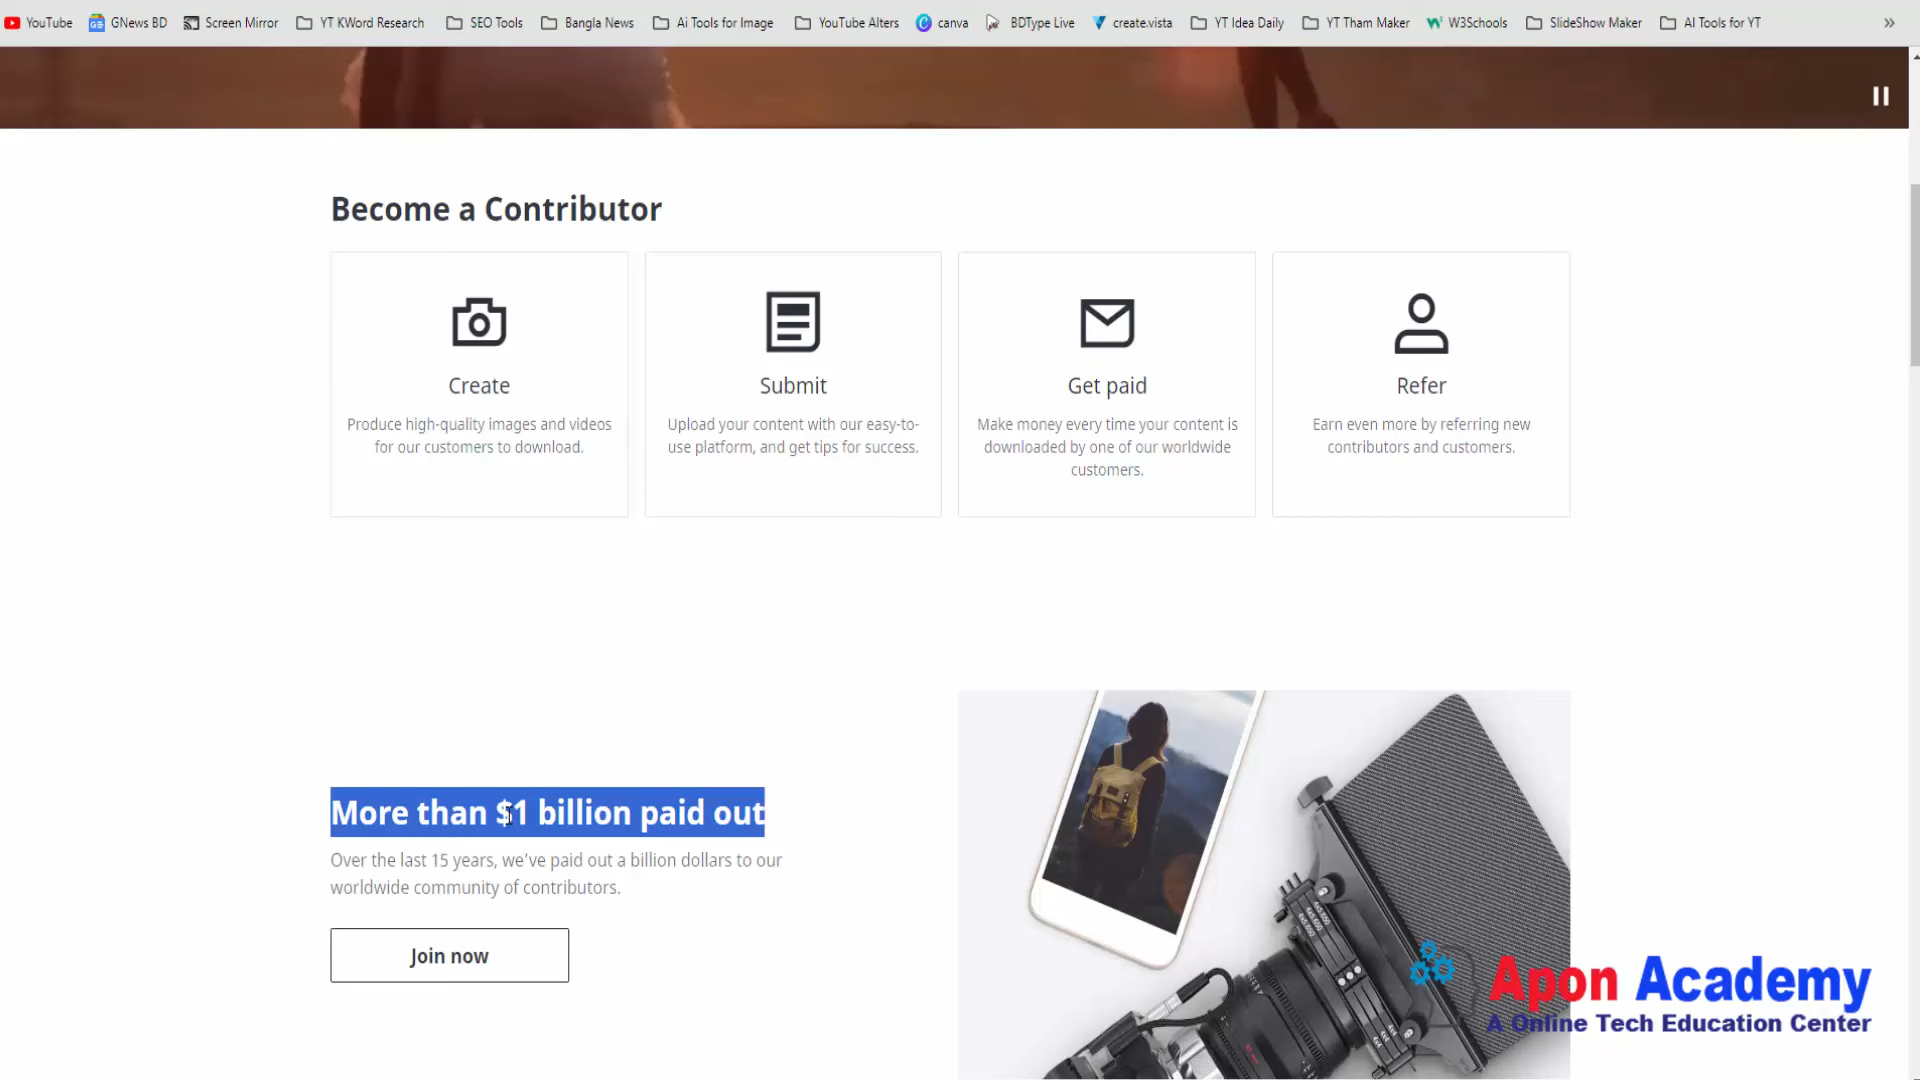 YouTube GNews BD Screen Mirror YT KWord Research SEO Tools Bangla News Ai Tools for Image YouTube Alters canva BDType Live create.vista YT Idea Daily YT Tham Maker W3Schools SlideShow Maker AI Tools for YT »
Become a Contributor
Create
Produce high-quality images and videos
for our customers to download.
Submit
Upload your content with our easy-to-
use platform, and get tips for success.
Get paid
Make money every time your content is
downloaded by one of our worldwide
customers.
Refer
Earn even more by referring new
contributors and customers.
More than $1 billion paid out
Over the last 15 years, we've paid out a billion dollars to our
worldwide community of contributors.
Join now
Apon Academy
A Online Tech Education Center